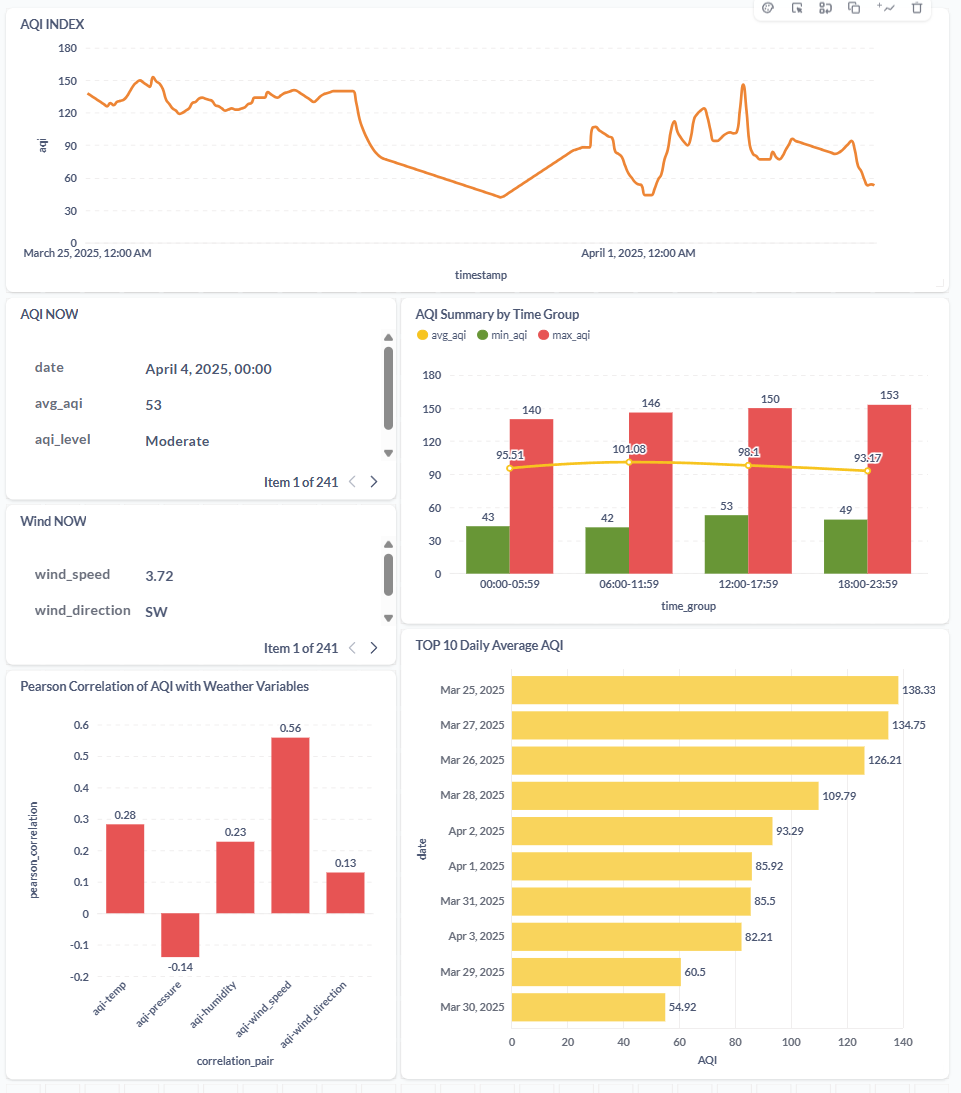 AQI INDEX
180
150
120
90
60
30
0
aqi
March 25, 2025, 12:00 AM
April 1, 2025, 12:00 AM
timestamp
AQI NOW
date
April 4, 2025, 00:00
avg_aqi
53
aqi_level
Moderate
Item 1 of 241
Wind NOW
wind_speed
3.72
wind_direction
SW
Item 1 of 241
AQI Summary by Time Group
avg_aqi
min_aqi
max_aqi
180
150
120
90
60
30
0
140
146
150
153
95.51
101.08
98.1
93.17
43
42
53
49
00:00-05:59
06:00-11:59
12:00-17:59
18:00-23:59
time_group
Pearson Correlation of AQI with Weather Variables
0.6
0.5
0.4
0.3
0.2
0.1
0
-0.1
-0.2
pearson_correlation
0.28
-0.14
0.23
0.56
0.13
aqi-temp
aqi-pressure
aqi-humidity
aqi-wind_speed
aqi-wind_direction
correlation_pair
TOP 10 Daily Average AQI
date
Mar 25, 2025
138.33
Mar 27, 2025
134.75
Mar 26, 2025
126.21
Mar 28, 2025
109.79
Apr 2, 2025
93.29
Apr 1, 2025
85.92
Mar 31, 2025
85.5
Apr 3, 2025
82.21
Mar 29, 2025
60.5
Mar 30, 2025
54.92
0
20
40
60
80
100
120
140
AQI